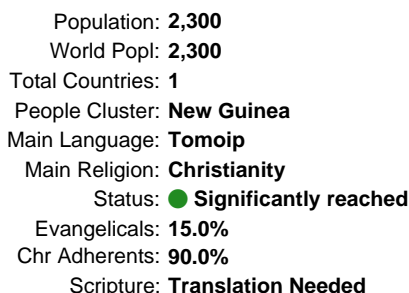 Population: 2,300
World Popl: 2,300
Total Countries: 1
People Cluster: New Guinea
Main Language: Tomoip
Main Religion: Christianity
Status: Significantly reached
Evangelicals: 15.0%
Chr Adherents: 90.0%
Scripture: Translation Needed